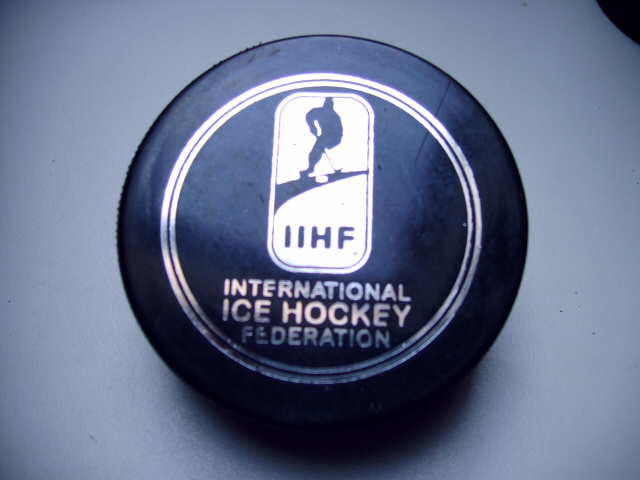 IIHF
INTERNATIONAL
ICE HOCKEY
FEDERATION